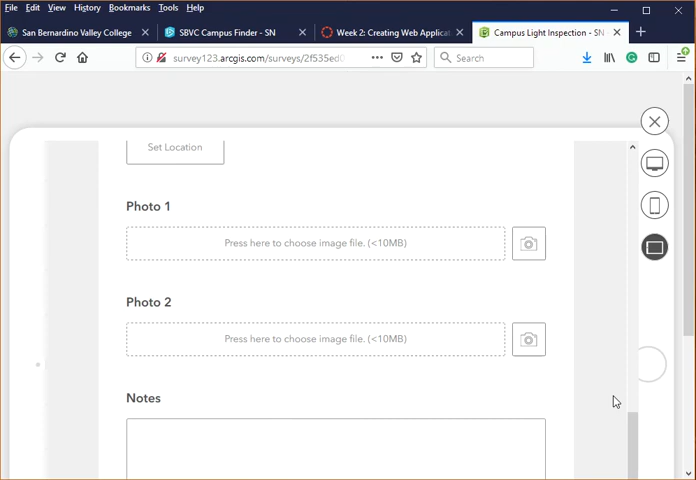 File Edit View History Bookmarks Tools Help
San Bernardino Valley College SBVC Campus Finder - SN Week 2: Creating Web Applicat Campus Light Inspection - SN
survey123.arcgis.com/surveys/2f535ed0 Search
Set Location
Photo 1
Press here to choose image file. (<10MB)
Photo 2
Press here to choose image file. (<10MB)
Notes